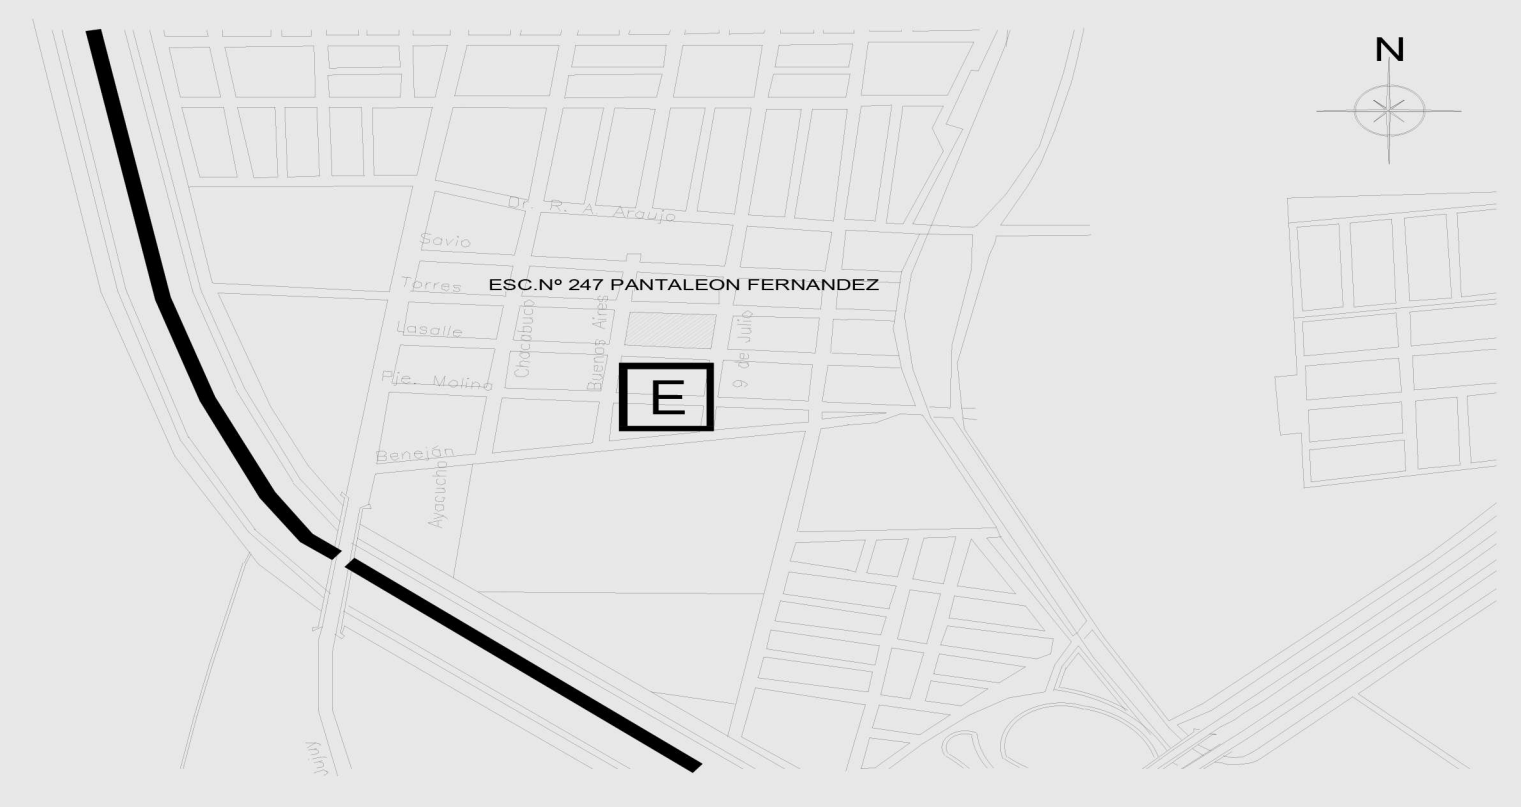 N
Dr. R. A. Araujo
Savio
Torres
ESC.Nº 247 PANTALEON FERNANDEZ
Lasalle
Chacabuco
Buenos Aires
9 de Julio
Pje. Molina
E
Beneján
Ayacucho
Jujuy